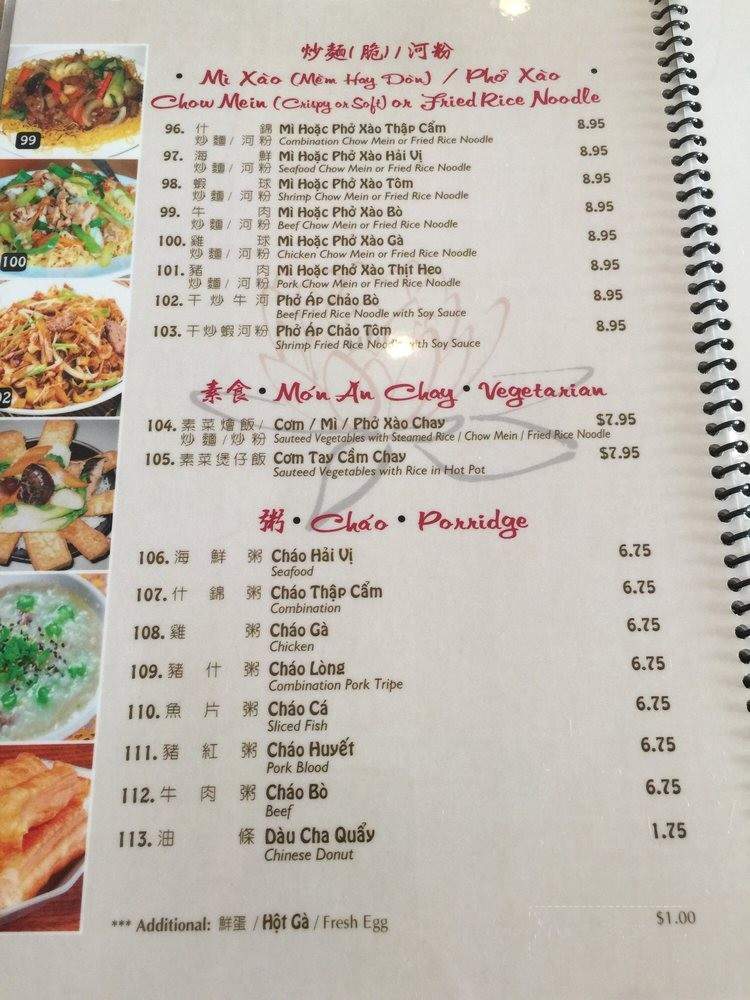 炒麵(脆)/河粉
• Mì Xào (Mềm Hay Dòn) / Phở Xào •
Chow Mein (Crispy or Soft) or Fried Rice Noodle
96. 什 錦 Mì Hoặc Phở Xào Thập Cẩm 8.95
炒 麵 / 河 粉 Combination Chow Mein or Fried Rice Noodle
97. 海 鮮 Mì Hoặc Phở Xào Hải Vị 8.95
炒 麵 / 河 粉 Seafood Chow Mein or Fried Rice Noodle
98. 蝦 球 Mì Hoặc Phở Xào Tôm 8.95
炒 麵 / 河 粉 Shrimp Chow Mein or Fried Rice Noodle
99. 牛 肉 Mì Hoặc Phở Xào Bò 8.95
炒 麵 / 河 粉 Beef Chow Mein or Fried Rice Noodle
100. 雞 球 Mì Hoặc Phở Xào Gà 8.95
炒 麵 / 河 粉 Chicken Chow Mein or Fried Rice Noodle
101. 豬 肉 Mì Hoặc Phở Xào Thịt Heo 8.95
炒 麵 / 河 粉 Pork Chow Mein or Fried Rice Noodle
102. 干 炒 牛 河 Phở Áp Chảo Bò 8.95
Beef Fried Rice Noodle with Soy Sauce
103. 干炒蝦河粉 Phở Áp Chảo Tôm 8.95
Shrimp Fried Rice Noodle with Soy Sauce
素食 • Món Ăn Chay • Vegetarian
104. 素菜燴飯/ Cơm / Mì / Phở Xào Chay $7.95
炒麵/炒粉 Sauteed Vegetables with Steamed Rice / Chow Mein / Fried Rice Noodle
105. 素菜煲仔飯 Cơm Tay Cầm Chay $7.95
Sauteed Vegetables with Rice in Hot Pot
粥 • Cháo • Porridge
106. 海 鮮 粥 Cháo Hải Vị 6.75
Seafood
107. 什 錦 粥 Cháo Thập Cẩm 6.75
Combination
108. 雞 粥 Cháo Gà 6.75
Chicken
109. 豬 什 粥 Cháo Lòng 6.75
Combination Pork Tripe
110. 魚 片 粥 Cháo Cá 6.75
Sliced Fish
111. 豬 紅 粥 Cháo Huyết 6.75
Pork Blood
112. 牛 肉 粥 Cháo Bò 6.75
Beef
113. 油 條 Dàu Cha Quẩy 1.75
Chinese Donut
*** Additional: 鮮蛋 / Hột Gà / Fresh Egg $1.00
99
100
02